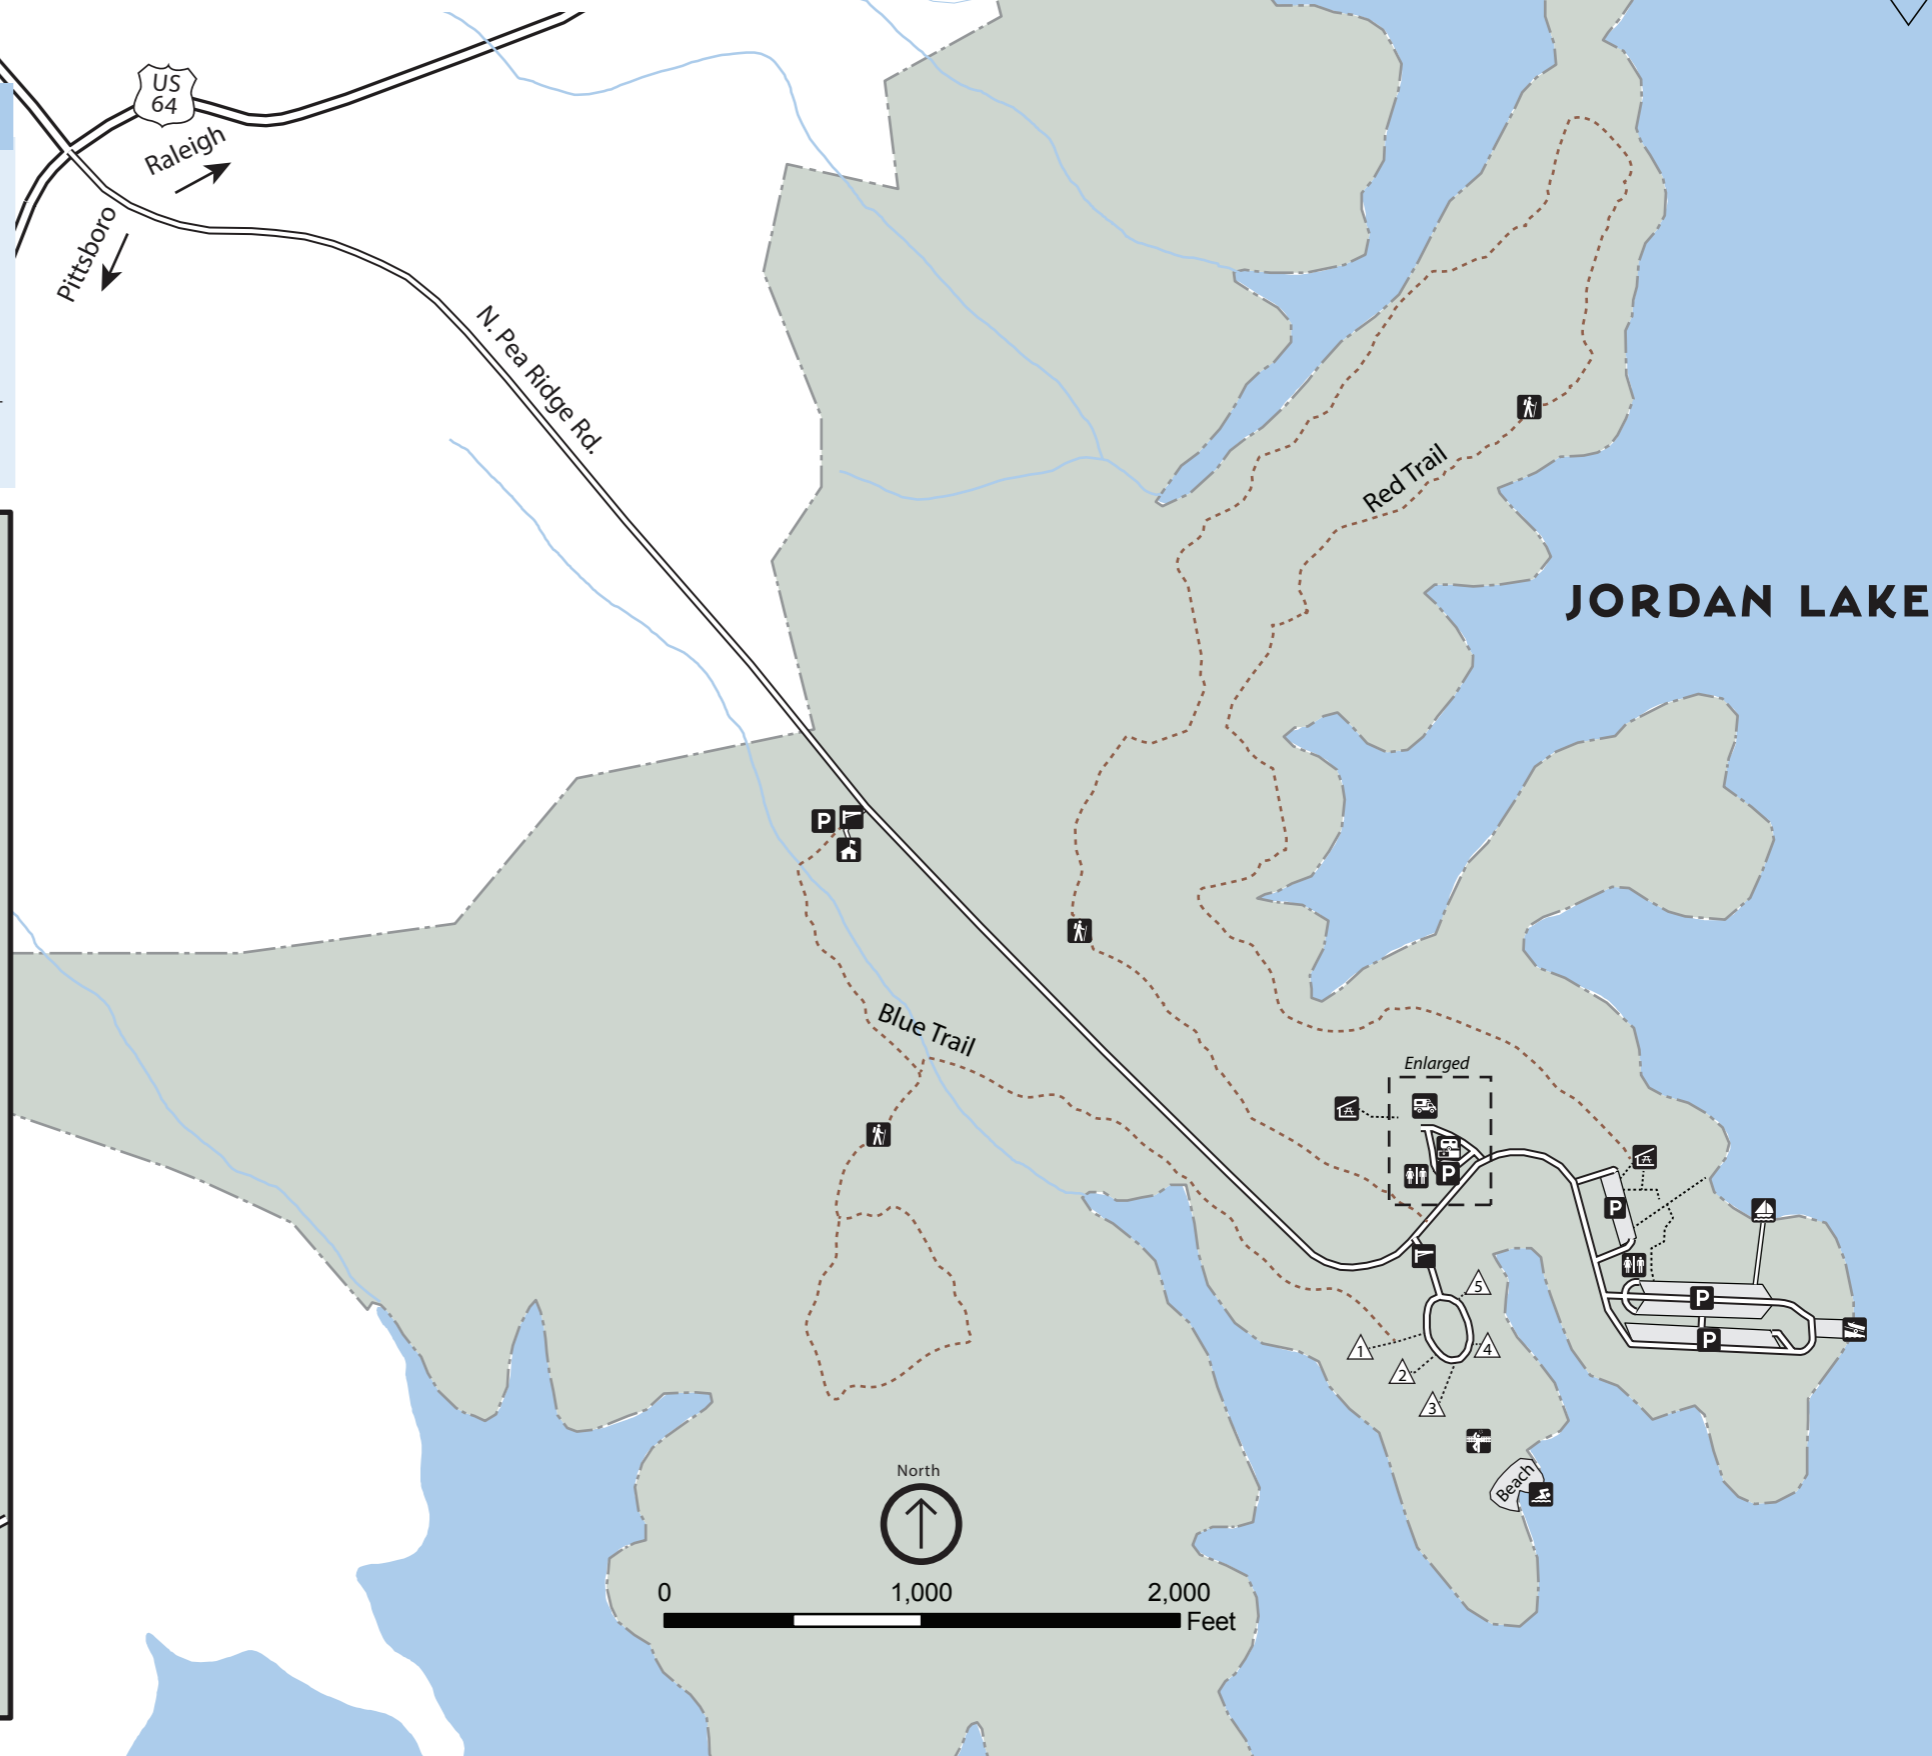 US
64
Raleigh
Pittsboro
N. Pea Ridge Rd.
Red Trail
JORDAN LAKE
P
Blue Trail
Enlarged
P
P
P
P
5
1
4
2
3
Beach
North
0 1,000 2,000
Feet